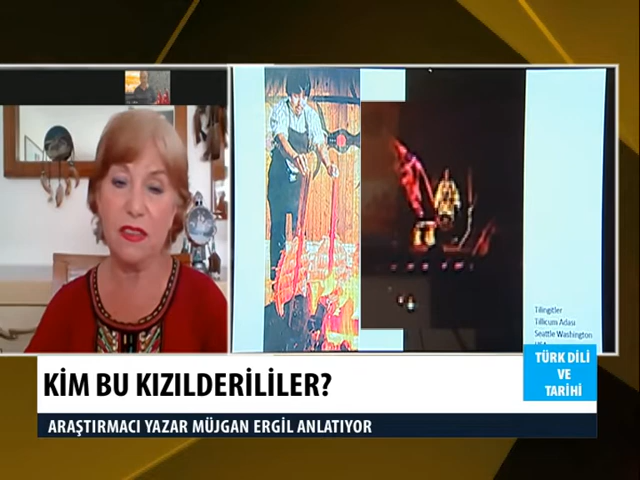 Tilingitler
Tillicum Adası
Seattle Washington
TÜRK DİLİ
VE
TARİHİ
KİM BU KIZILDERİLİLER?
ARAŞTIRMACI YAZAR MÜJGAN ERGİL ANLATIYOR